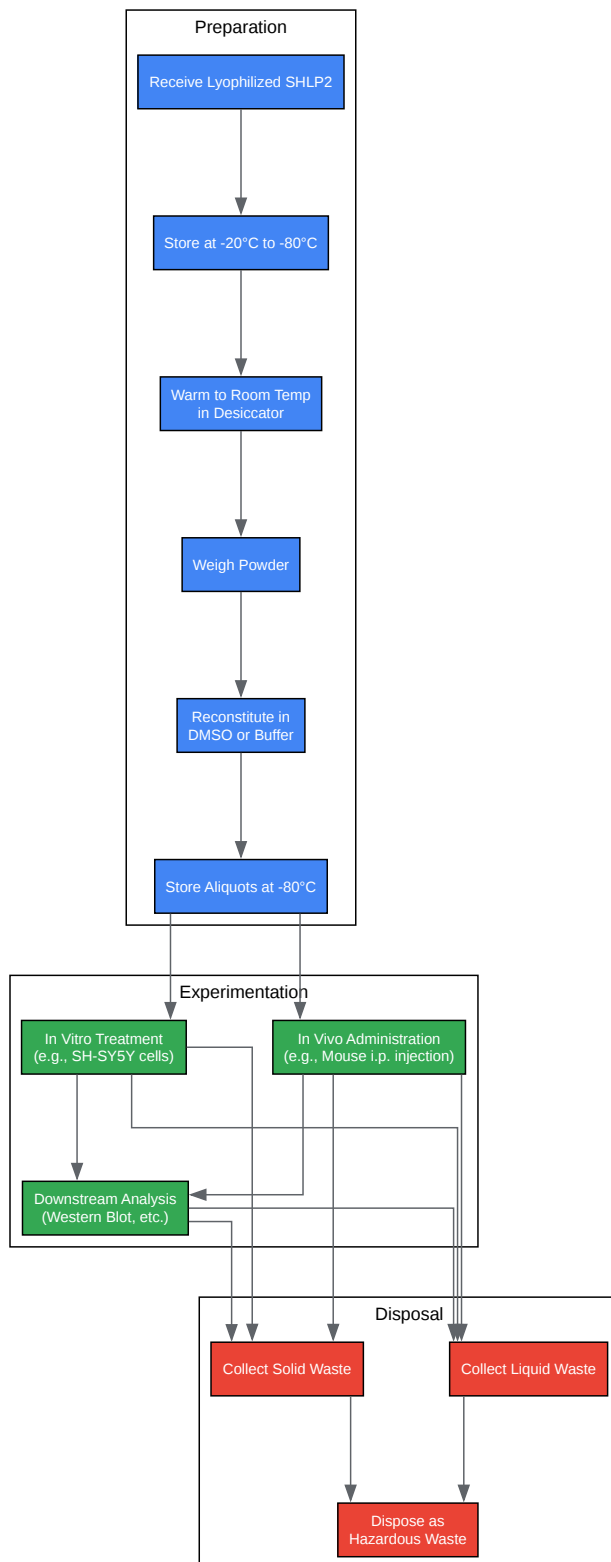 Preparation
Receive Lyophilized SHLP2
Store at -20°C to -80°C
Warm to Room Temp
in Desiccator
Weigh Powder
Reconstitute in
DMSO or Buffer
Store Aliquots at -80°C
Experimentation
In Vitro Treatment
(e.g., SH-SY5Y cells)
In Vivo Administration
(e.g., Mouse i.p. injection)
Downstream Analysis
(Western Blot, etc.)
Disposal
Collect Solid Waste
Collect Liquid Waste
Dispose as
Hazardous Waste